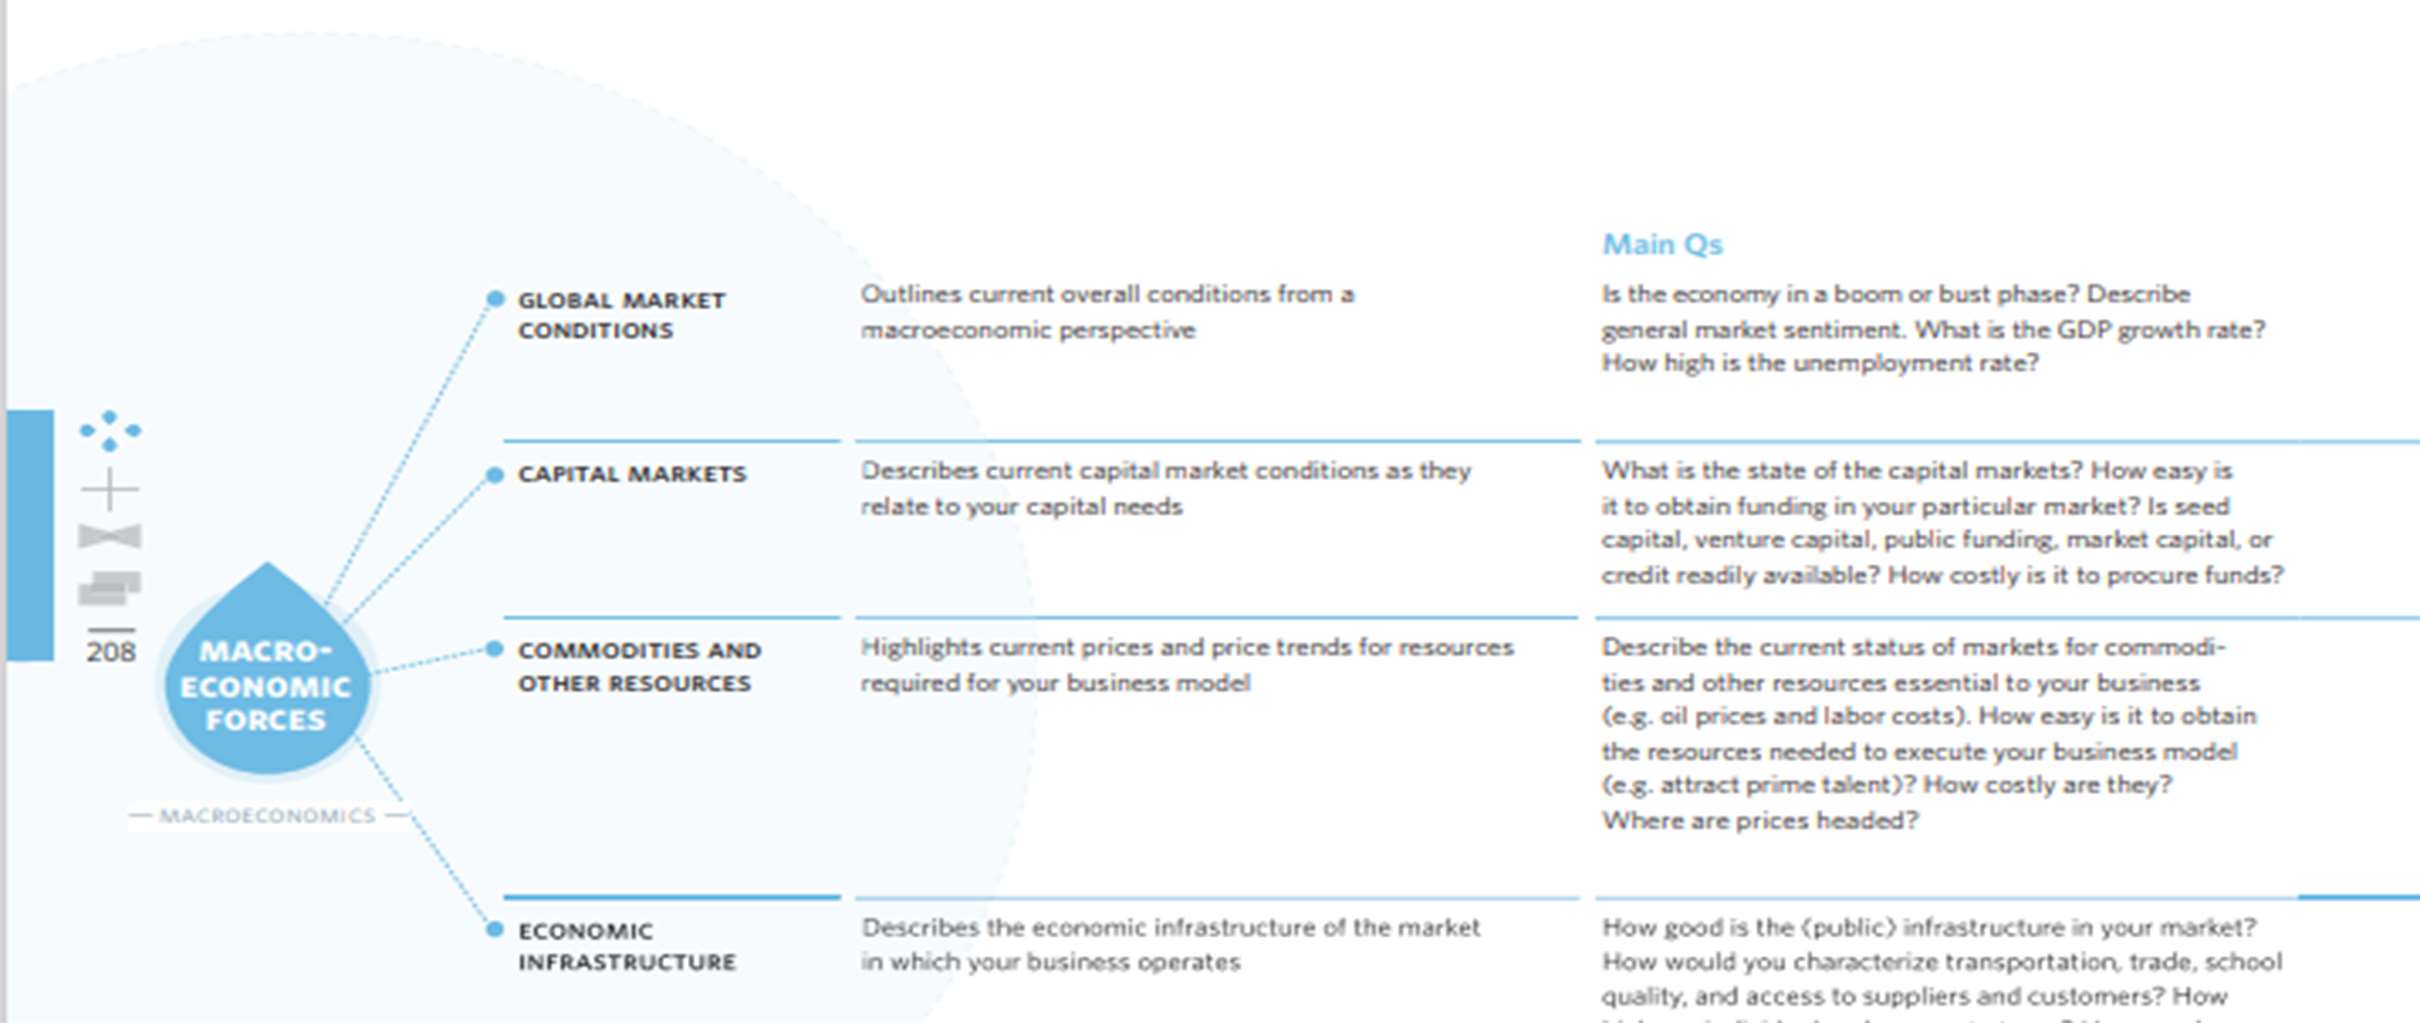 Main Qs
GLOBAL MARKET
CONDITIONS
Outlines current overall conditions from a
macroeconomic perspective
Is the economy in a boom or bust phase? Describe
general market sentiment. What is the GDP growth rate?
How high is the unemployment rate?
CAPITAL MARKETS
Describes current capital market conditions as they
relate to your capital needs
What is the state of the capital markets? How easy is
it to obtain funding in your particular market? Is seed
capital, venture capital, public funding, market capital, or
credit readily available? How costly is it to procure funds?
208
MACRO-
ECONOMIC
FORCES
MACROECONOMICS
COMMODITIES AND
OTHER RESOURCES
Highlights current prices and price trends for resources
required for your business model
Describe the current status of markets for commodi-
ties and other resources essential to your business
(e.g. oil prices and labor costs). How easy is it to obtain
the resources needed to execute your business model
(e.g. attract prime talent)? How costly are they?
Where are prices headed?
ECONOMIC
INFRASTRUCTURE
Describes the economic infrastructure of the market
in which your business operates
How good is the (public) infrastructure in your market?
How would you characterize transportation, trade, school
quality, and access to suppliers and customers? How